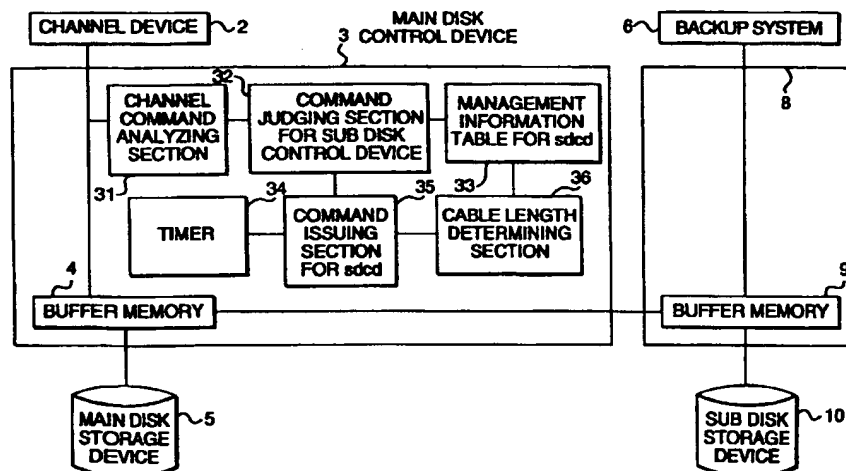 CHANNEL DEVICE
2
MAIN DISK
CONTROL DEVICE
3
6
BACKUP SYSTEM
8
32
CHANNEL
COMMAND
ANALYZING
SECTION
31
COMMAND
JUDGING SECTION
FOR SUB DISK
CONTROL DEVICE
MANAGEMENT
INFORMATION
TABLE FOR sdcd
33
36
34
TIMER
35
COMMAND
ISSUING
SECTION
FOR sdcd
CABLE LENGTH
DETERMINING
SECTION
4
BUFFER MEMORY
9
BUFFER MEMORY
MAIN DISK
STORAGE
DEVICE
5
SUB DISK
STORAGE
DEVICE
10